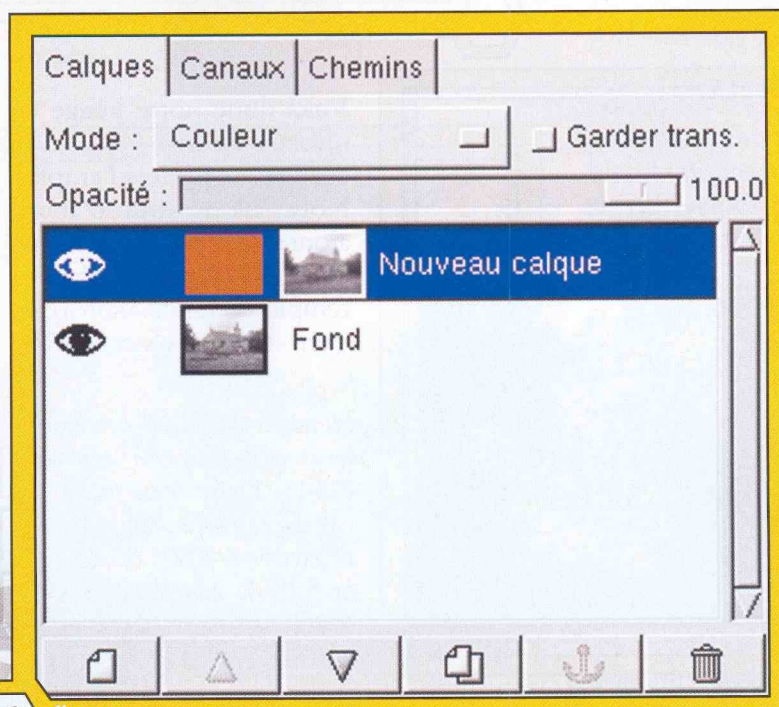 Calques Canaux Chemins
Mode : Couleur Garder trans.
Opacité : 100.0
Nouveau calque
Fond